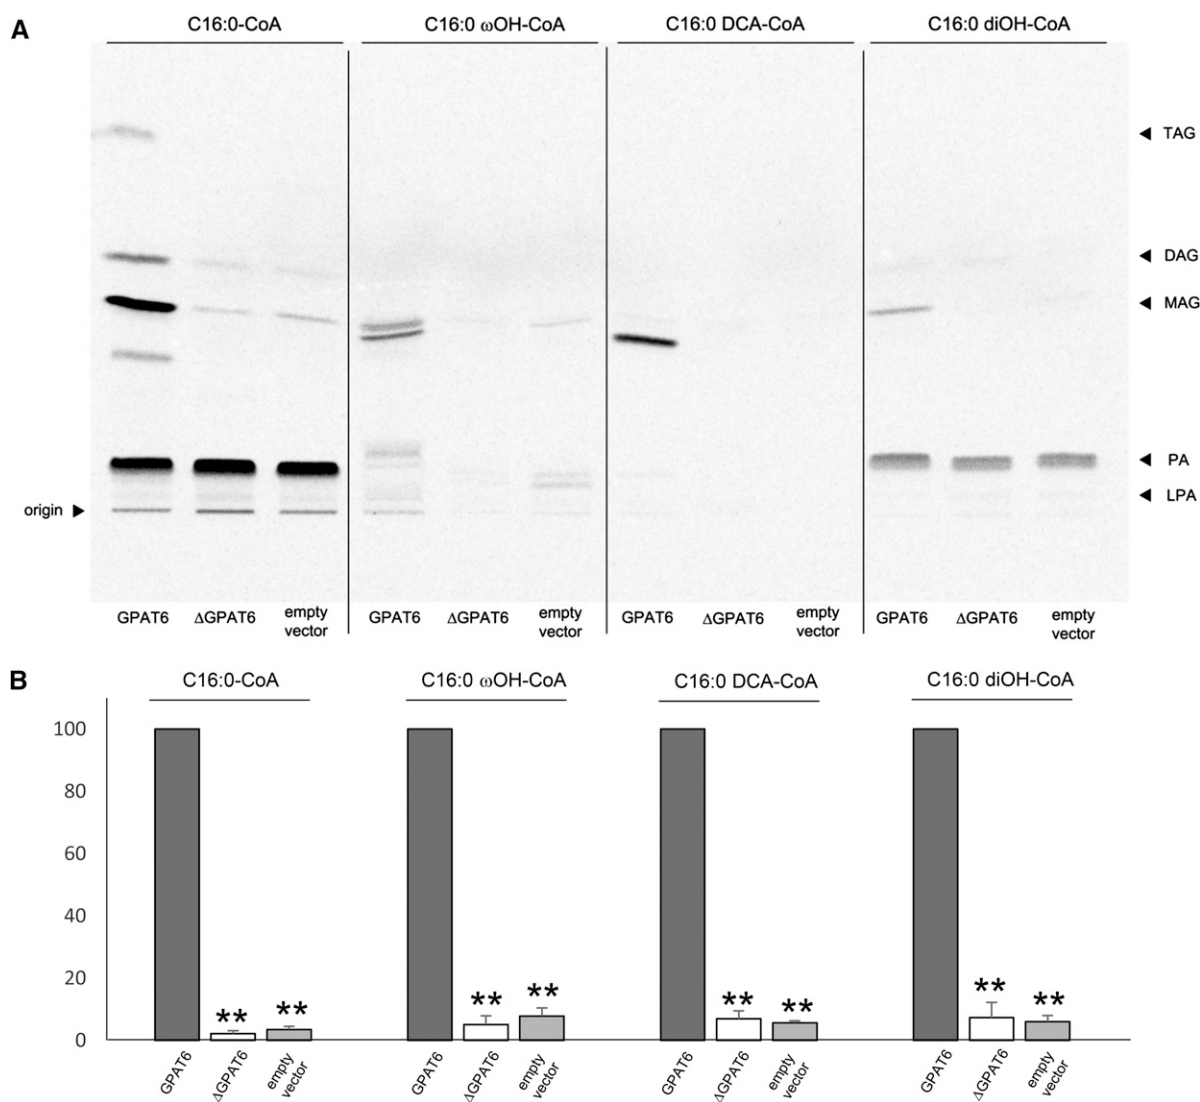 A
C16:0-CoA C16:0 ωOH-CoA C16:0 DCA-CoA C16:0 diOH-CoA
TAG
DAG
MAG
PA
LPA
origin
GPAT6 ΔGPAT6 empty vector GPAT6 ΔGPAT6 empty vector GPAT6 ΔGPAT6 empty vector GPAT6 ΔGPAT6 empty vector
B
C16:0-CoA C16:0 ωOH-CoA C16:0 DCA-CoA C16:0 diOH-CoA
100
80
60
40
20
0
** ** ** ** ** ** ** **
GPAT6 ΔGPAT6 empty vector GPAT6 ΔGPAT6 empty vector GPAT6 ΔGPAT6 empty vector GPAT6 ΔGPAT6 empty vector